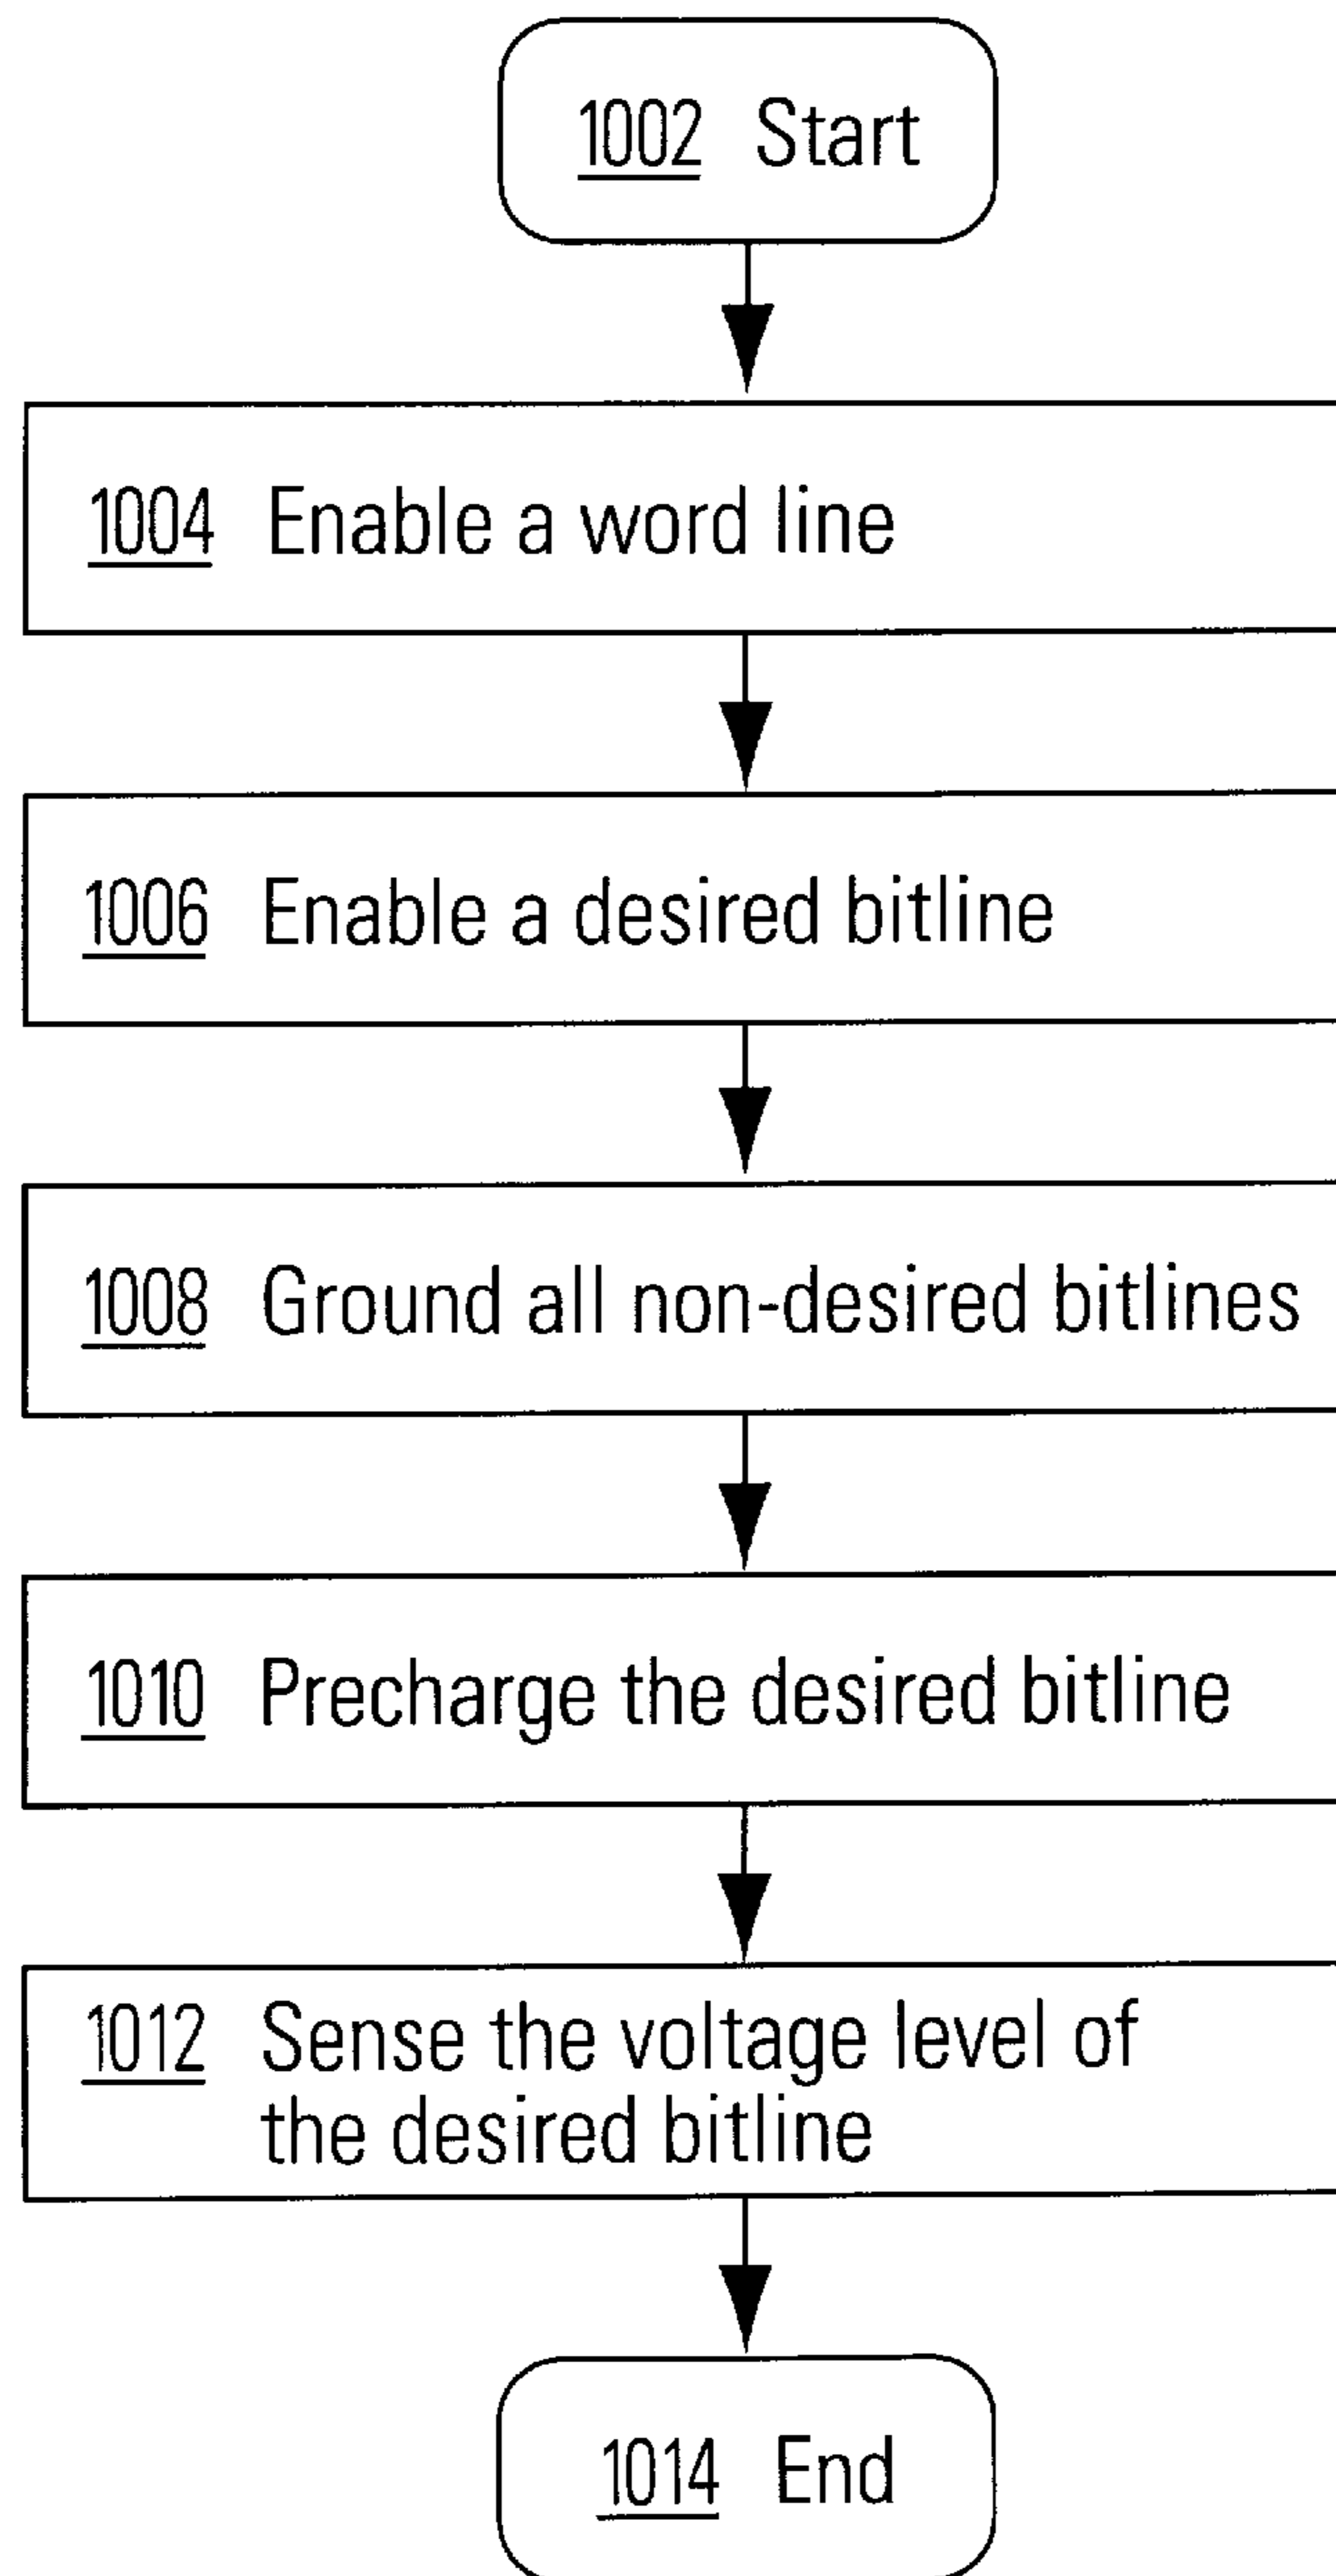 1002 Start
1004 Enable a word line
1006 Enable a desired bitline
1008 Ground all non-desired bitlines
1010 Precharge the desired bitline
1012 Sense the voltage level of
the desired bitline
1014 End